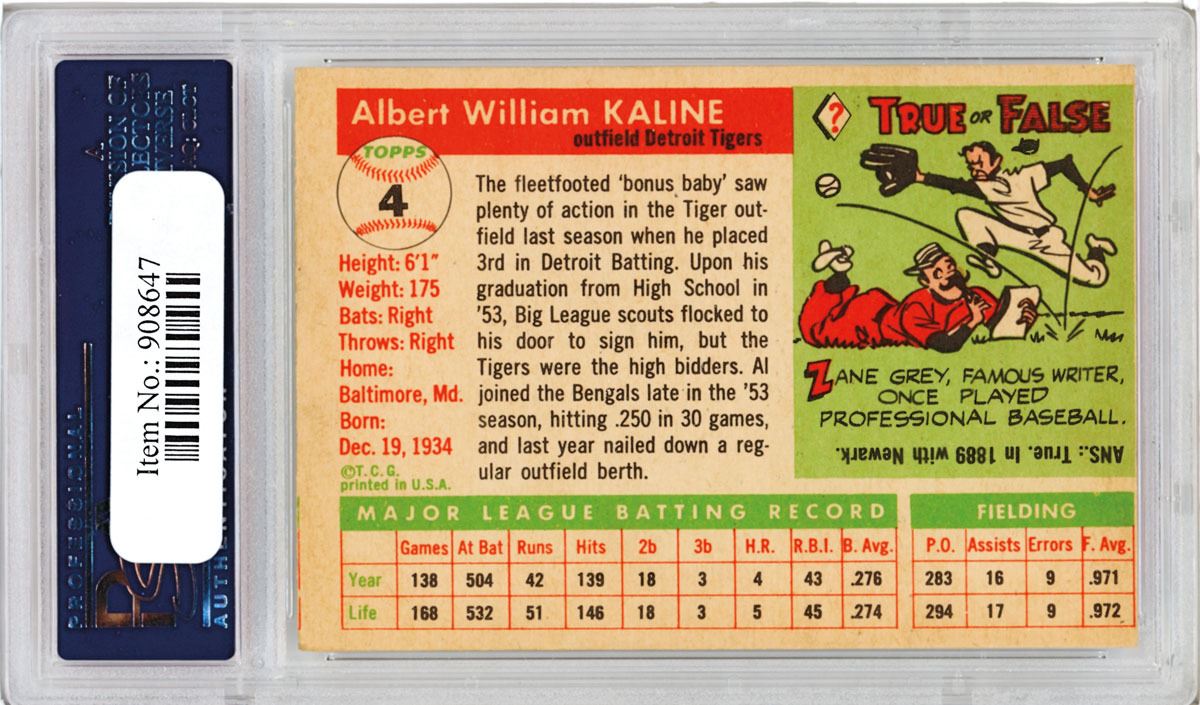 A
DIVISION OF
COLLECTORS
UNIVERSE
NASDAQ: CLCT
PROFESSIONAL
AUTHENTICATOR
Item No.: 908647
Albert William KALINE
outfield Detroit Tigers
TOPPS
4
Height: 6'1"
Weight: 175
Bats: Right
Throws: Right
Home:
Baltimore, Md.
Born:
Dec. 19, 1934
©T.C.G.
printed in U.S.A.
The fleetfooted 'bonus baby' saw
plenty of action in the Tiger out-
field last season when he placed
3rd in Detroit Batting. Upon his
graduation from High School in
'53, Big League scouts flocked to
his door to sign him, but the
Tigers were the high bidders. Al
joined the Bengals late in the '53
season, hitting .250 in 30 games,
and last year nailed down a reg-
ular outfield berth.
?
TRUE OR FALSE
ZANE GREY, FAMOUS WRITER,
ONCE PLAYED
PROFESSIONAL BASEBALL.
ANS.: True. In 1889 with Newark.
MAJOR LEAGUE BATTING RECORD
Games At Bat Runs Hits 2b 3b H.R. R.B.I. B. Avg.
Year 138 504 42 139 18 3 4 43 .276
Life 168 532 51 146 18 3 5 45 .274
FIELDING
P.O. Assists Errors F. Avg.
283 16 9 .971
294 17 9 .972